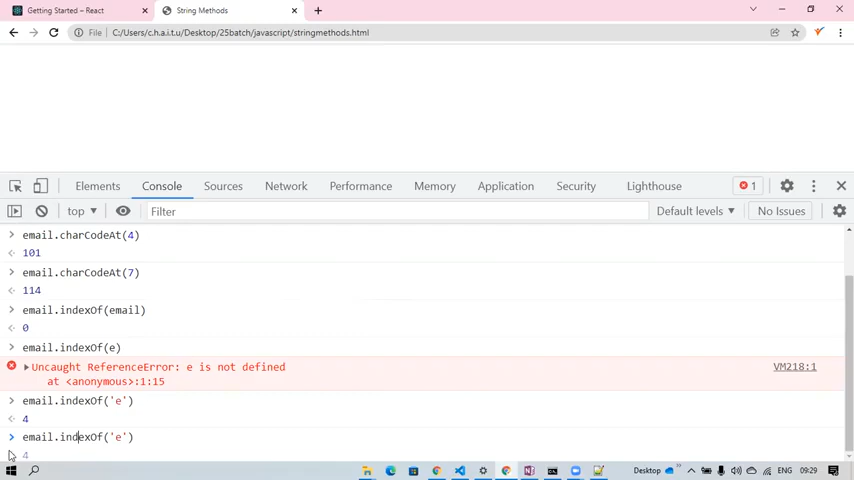 Getting Started – React
String Methods
File C:/Users/c.h.a.i.t.u/Desktop/25batch/javascript/stringmethods.html
Elements Console Sources Network Performance Memory Application Security Lighthouse 1
top Filter Default levels No Issues
email.charCodeAt(4)
101
email.charCodeAt(7)
114
email.indexOf(email)
0
email.indexOf(e)
Uncaught ReferenceError: e is not defined VM218:1
at <anonymous>:1:15
email.indexOf('e')
4
email.indexOf('e')
4
Desktop ENG 09:29